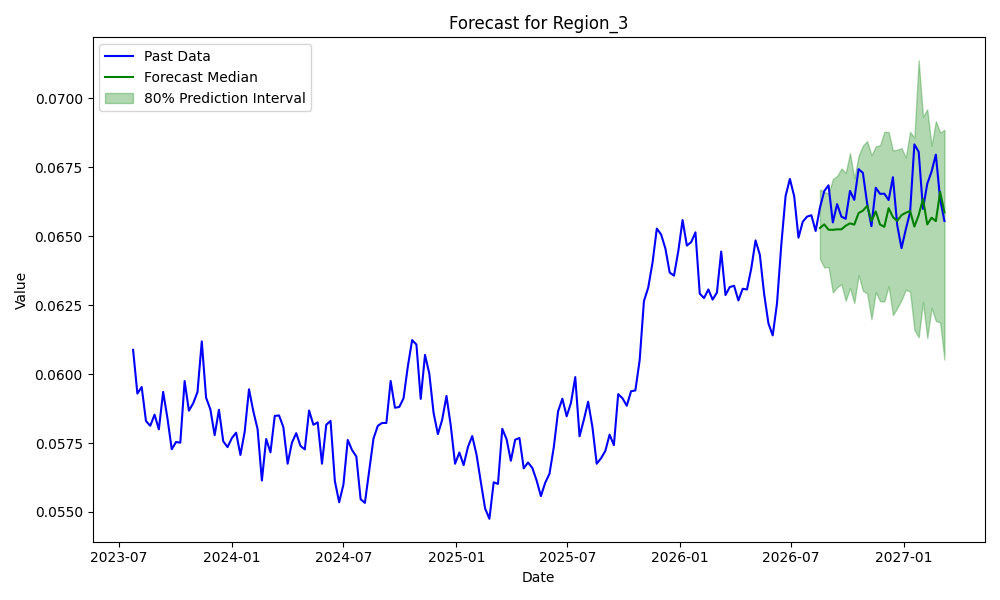 Forecast for Region_3
Past Data
Forecast Median
80% Prediction Interval
Value
0.0700
0.0675
0.0650
0.0625
0.0600
0.0575
0.0550
2023-07 2024-01 2024-07 2025-01 2025-07 2026-01 2026-07 2027-01
Date